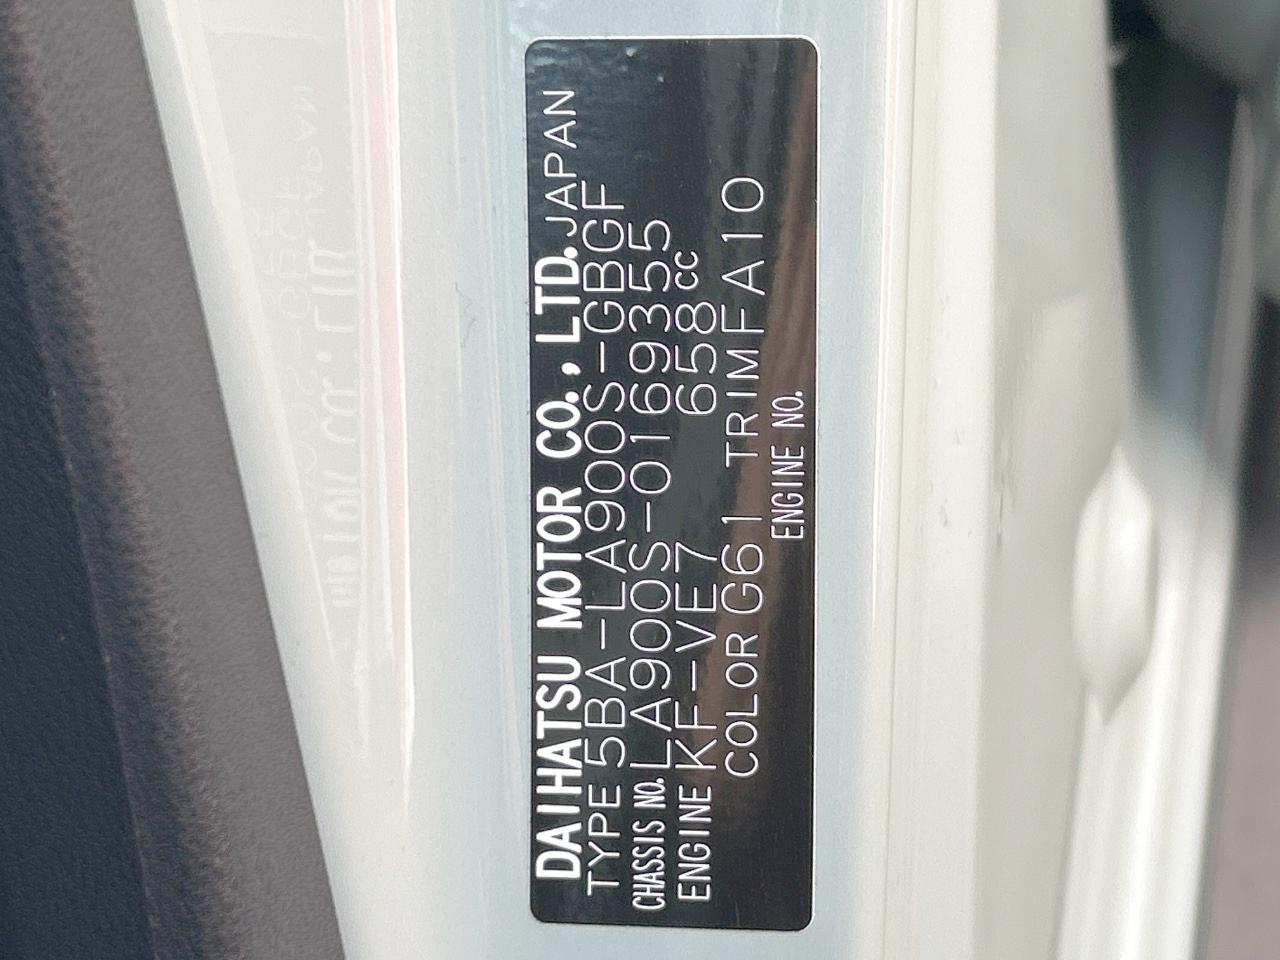 DAIHATSU MOTOR CO., LTD. JAPAN
TYPE 5BA-LA900S-GBGF
CHASSIS NO. LA900S-0169355
ENGINE KF-VE7 658CC
COLOR G61 TRIM FA10
ENGINE NO.